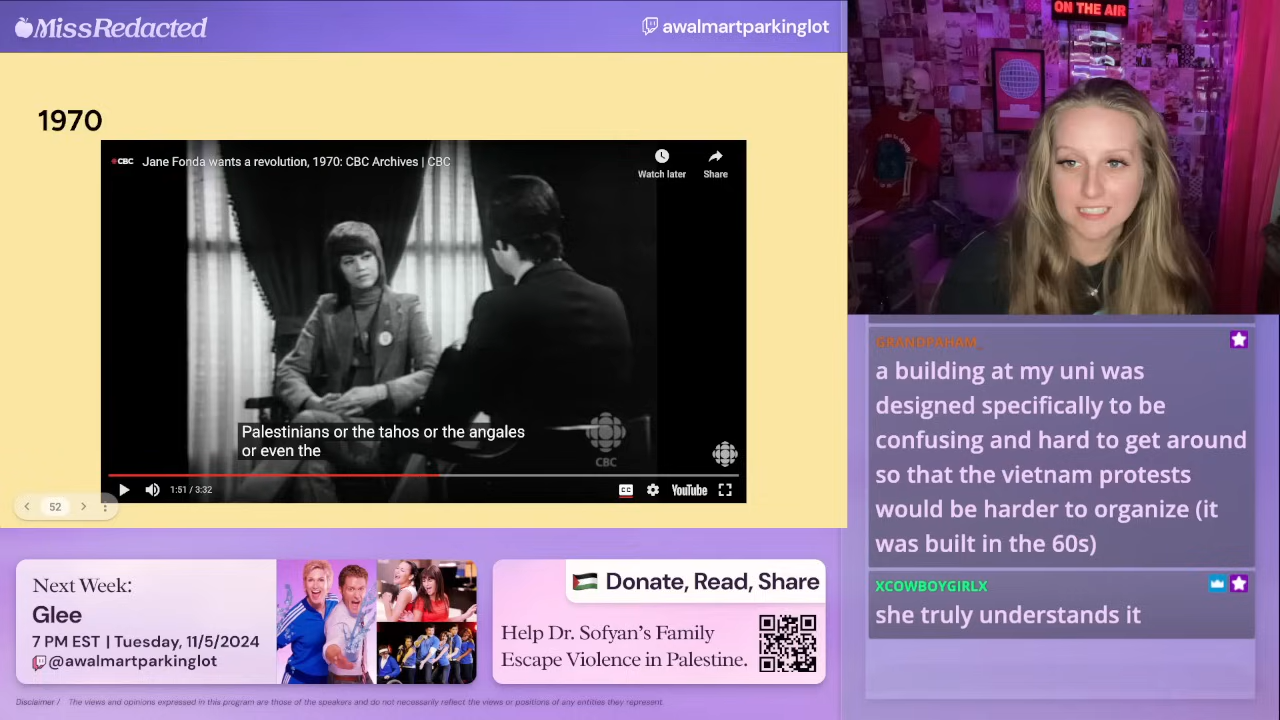 MissRedacted
awalmartparkinglot
ON THE AIR
1970
CBC
Jane Fonda wants a revolution, 1970: CBC Archives | CBC
Watch later
Share
Palestinians or the tahos or the angales
or even the
CBC
1:51 / 3:32
CC
YouTube
52
GRANDPAHAM_
a building at my uni was
designed specifically to be
confusing and hard to get around
so that the vietnam protests
would be harder to organize (it
was built in the 60s)
XCOWBOYGIRLX
she truly understands it
Next Week:
Glee
7 PM EST | Tuesday, 11/5/2024
@awalmartparkinglot
Donate, Read, Share
Help Dr. Sofyan's Family
Escape Violence in Palestine.
Disclaimer / The views and opinions expressed in this program are those of the speakers and do not necessarily reflect the views or positions of any entities they represent.